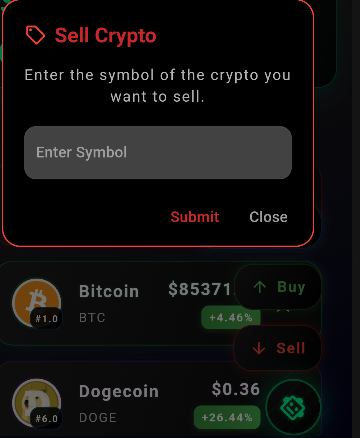 Sell Crypto
Enter the symbol of the crypto you
want to sell.
Enter Symbol
Submit Close
Bitcoin $85371.
BTC +4.46%
#1.0
Buy
Sell
Dogecoin $0.36
DOGE +26.44%
#6.0